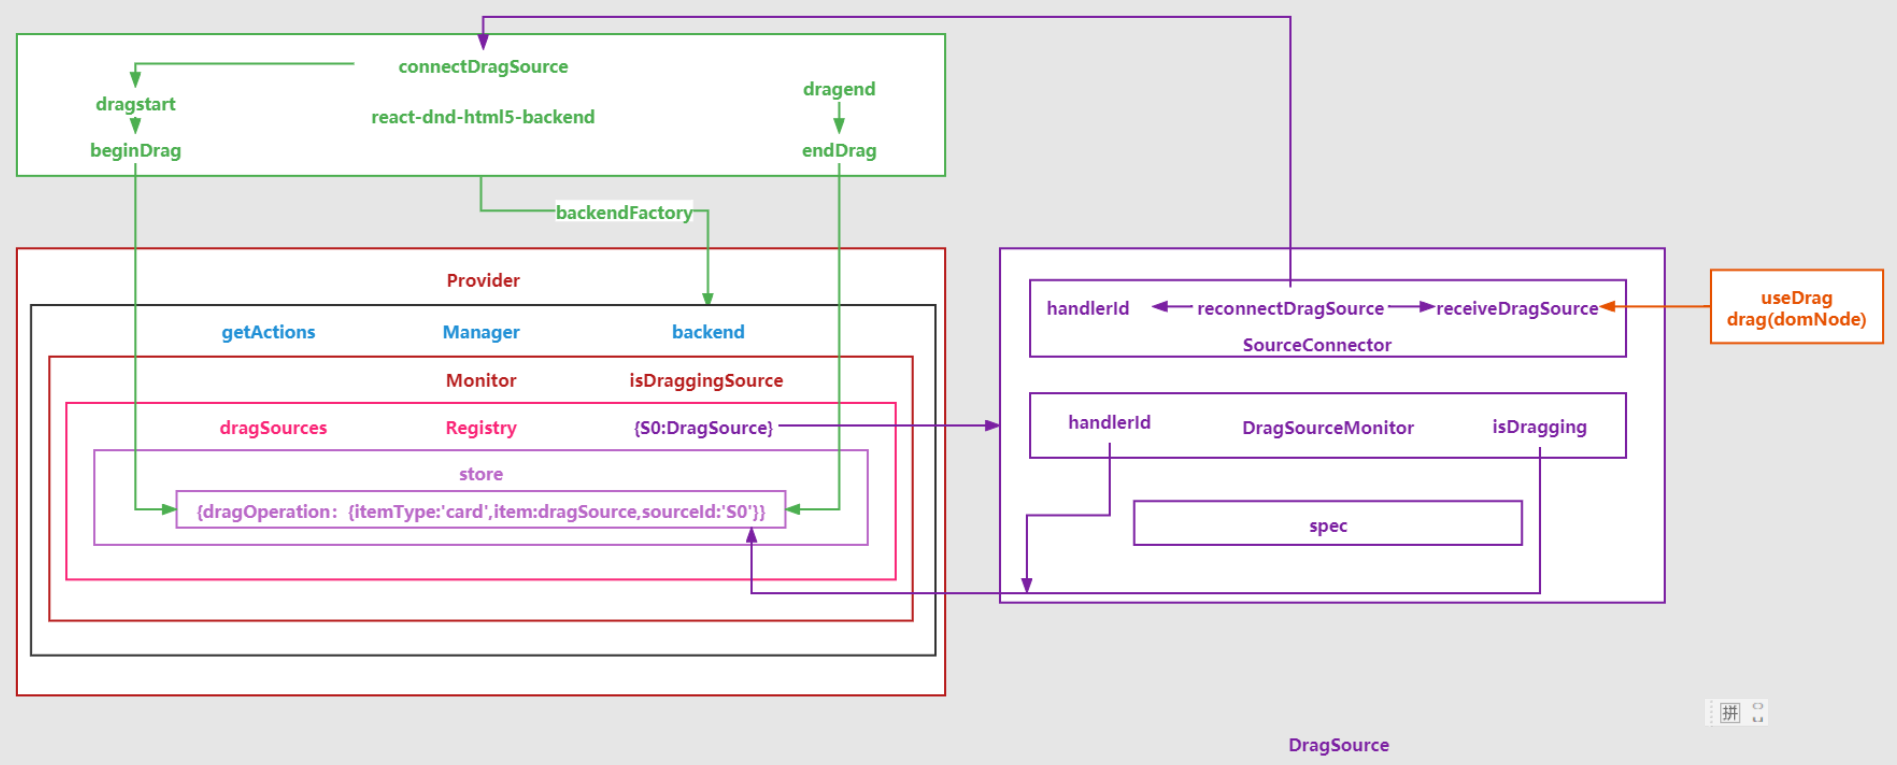 connectDragSource
dragstart
dragend
react-dnd-html5-backend
beginDrag
endDrag
backendFactory
Provider
getActions
Manager
backend
Monitor
isDraggingSource
dragSources
Registry
{S0:DragSource}
store
{dragOperation：{itemType:'card',item:dragSource,sourceId:'S0'}}
handlerId
reconnectDragSource
receiveDragSource
SourceConnector
useDrag
drag(domNode)
handlerId
DragSourceMonitor
isDragging
spec
拼
DragSource